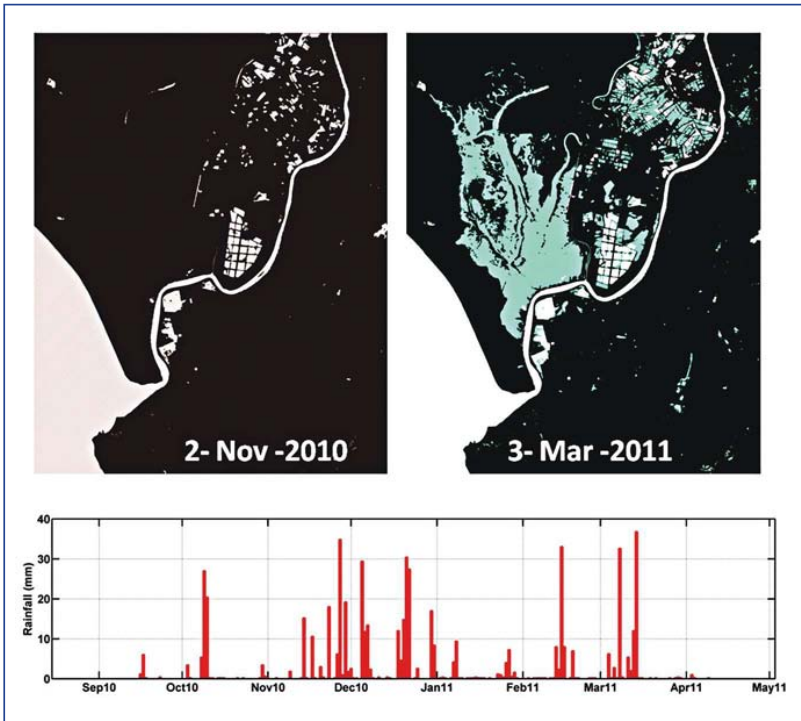 2- Nov -2010
3- Mar -2011
40
30
20
10
0
Rainfall (mm)
Sep10 Oct10 Nov10 Dec10 Jan11 Feb11 Mar11 Apr11 May11